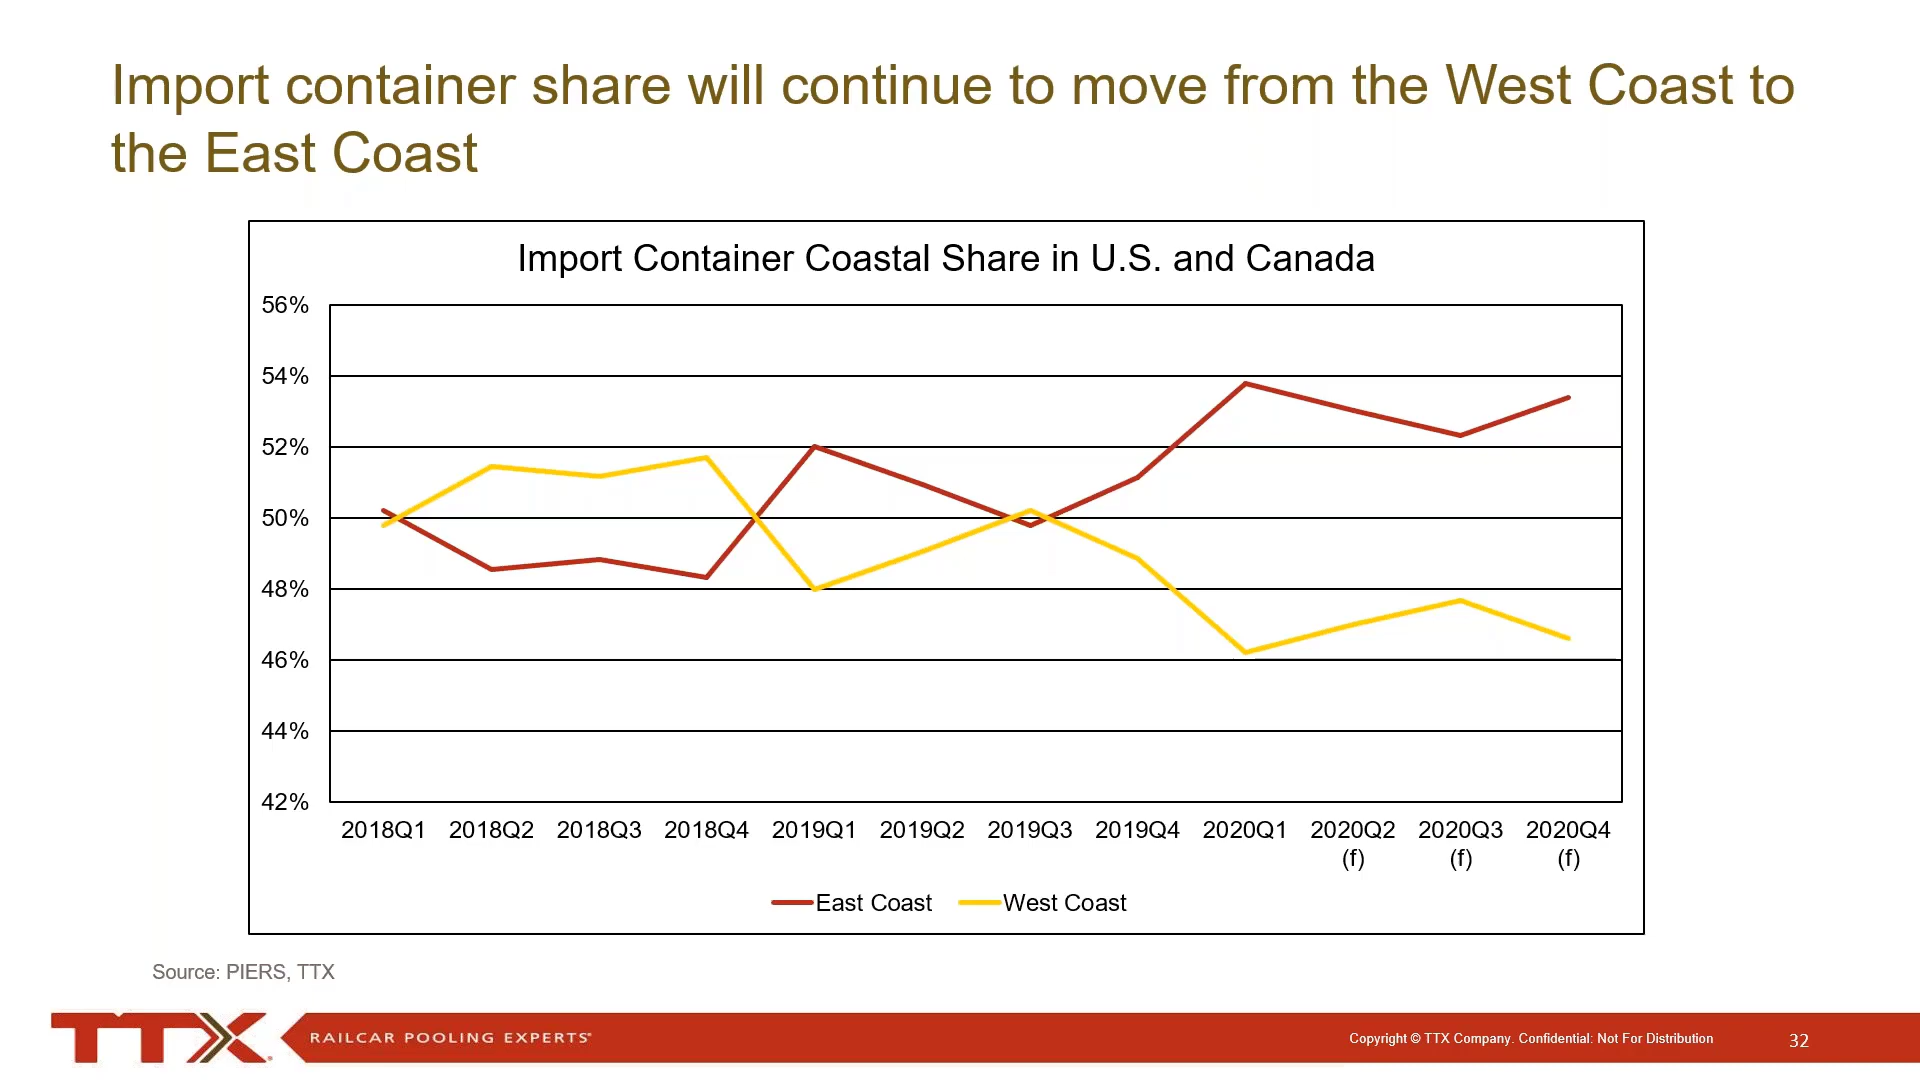 Import container share will continue to move from the West Coast to
the East Coast
Import Container Coastal Share in U.S. and Canada
56%
54%
52%
50%
48%
46%
44%
42%
2018Q1 2018Q2 2018Q3 2018Q4 2019Q1 2019Q2 2019Q3 2019Q4 2020Q1 2020Q2 2020Q3 2020Q4
(f) (f) (f)
East Coast West Coast
Source: PIERS, TTX
TTX RAILCAR POOLING EXPERTS® Copyright © TTX Company. Confidential: Not For Distribution 32